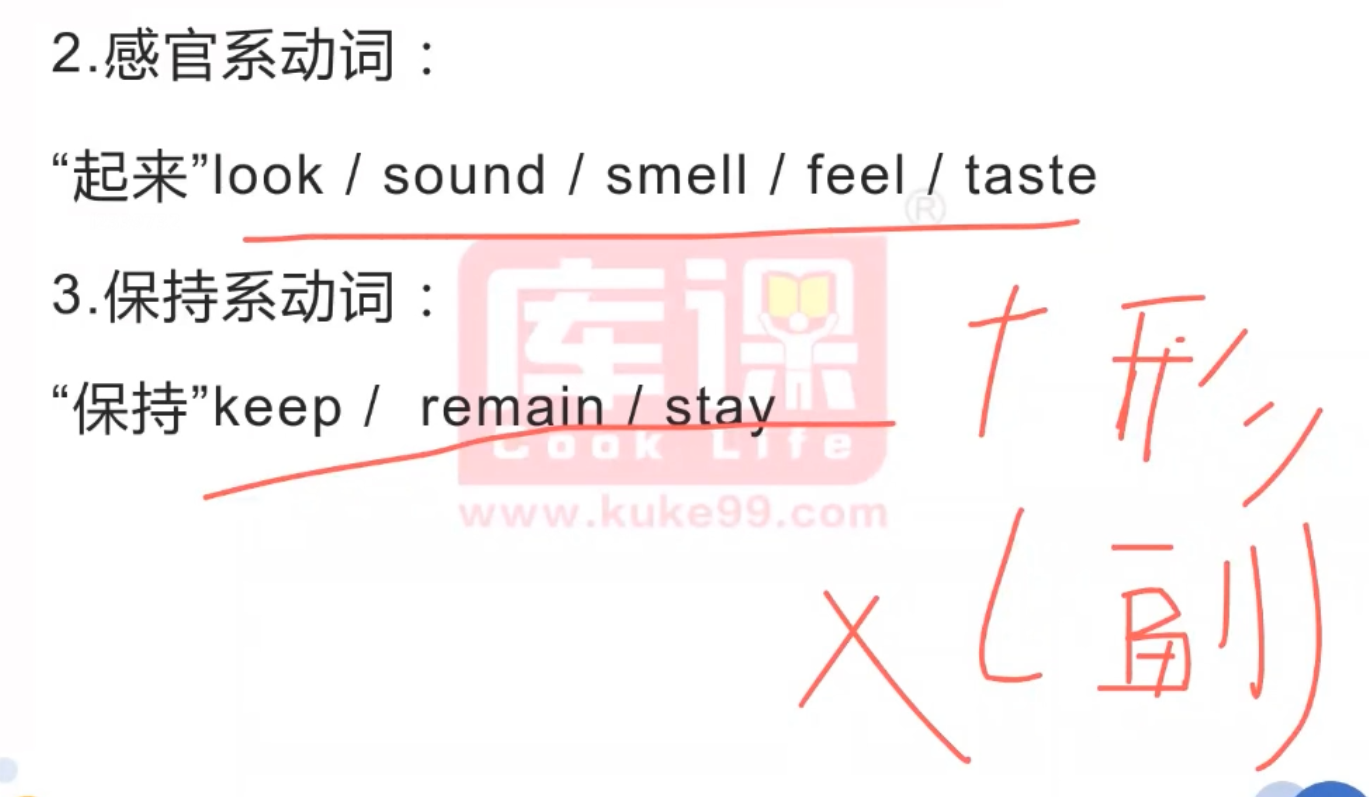 2.感官系动词：
“起来”look / sound / smell / feel / taste
®
3.保持系动词：
库课
+ 形
“保持”keep / remain / stay
Cook Life
www.kuke99.com
× (副)